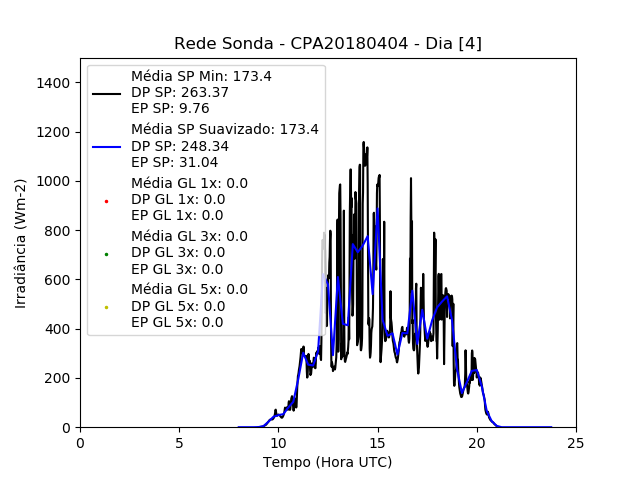 Rede Sonda - CPA20180404 - Dia [4]
Média SP Min: 173.4
DP SP: 263.37
EP SP: 9.76
Média SP Suavizado: 173.4
DP SP: 248.34
EP SP: 31.04
Média GL 1x: 0.0
DP GL 1x: 0.0
EP GL 1x: 0.0
Média GL 3x: 0.0
DP GL 3x: 0.0
EP GL 3x: 0.0
Média GL 5x: 0.0
DP GL 5x: 0.0
EP GL 5x: 0.0
Irradiância (Wm-2)
1400
1200
1000
800
600
400
200
0
0 5 10 15 20 25
Tempo (Hora UTC)